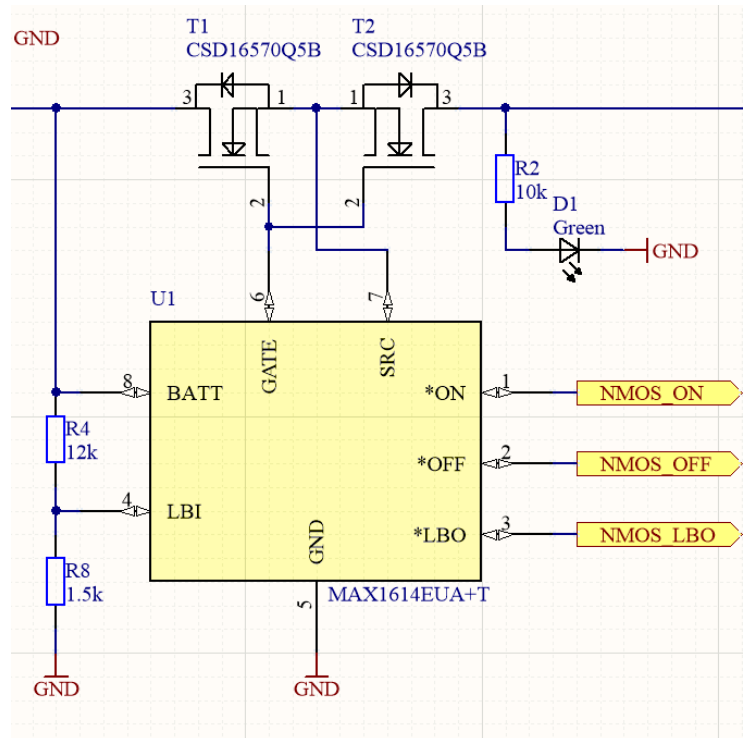 GND
T1
CSD16570Q5B
T2
CSD16570Q5B
3
1
1
3
2
2
R2
10k
D1
Green
GND
U1
6
7
GATE
SRC
8
BATT
*ON
1
NMOS_ON
R4
12k
*OFF
2
NMOS_OFF
4
LBI
*LBO
3
NMOS_LBO
GND
R8
1.5k
5
MAX1614EUA+T
GND
GND